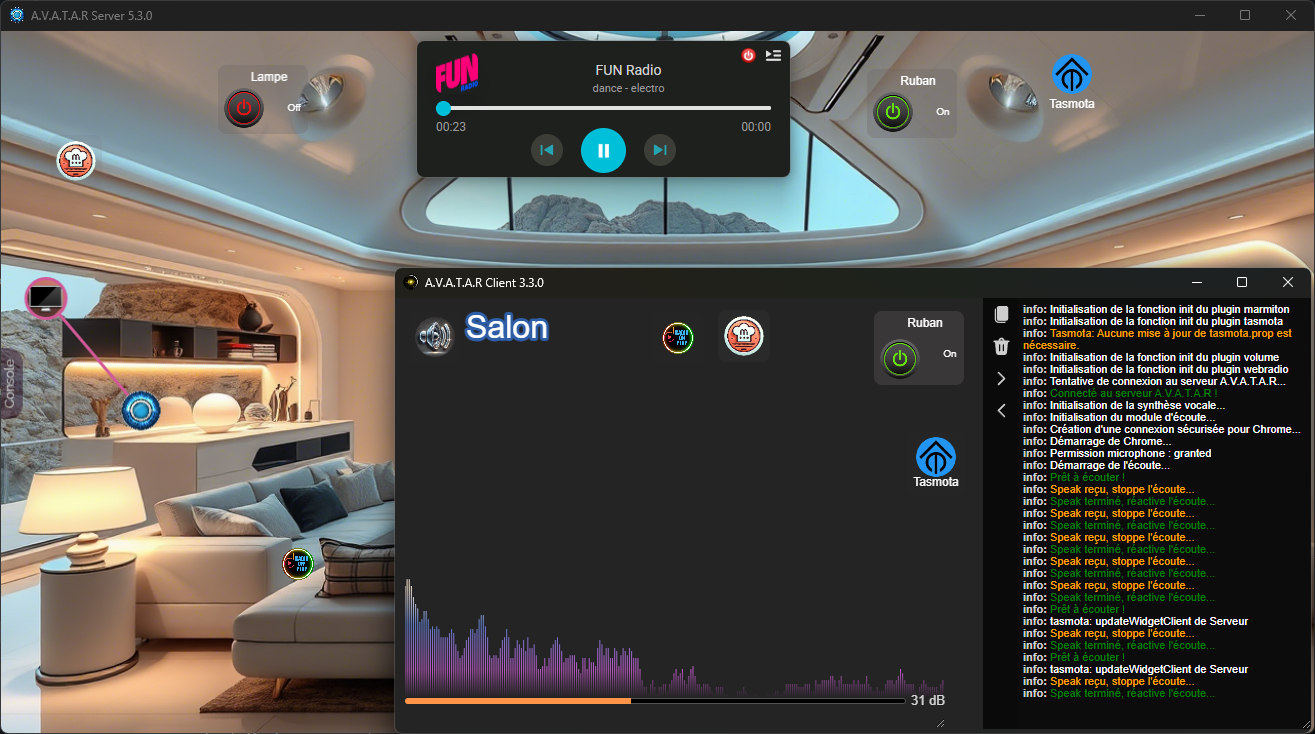 A.V.A.T.A.R Server 5.3.0
Lampe
Off
FUN
RADIO
FUN Radio
dance - electro
00:23
00:00
Ruban
On
Tasmota
Console
A.V.A.T.A.R Client 3.3.0
Salon
Ruban
On
Tasmota
31 dB
info: Initialisation de la fonction init du plugin marmiton
info: Initialisation de la fonction init du plugin tasmota
info: Tasmota: Aucune mise à jour de tasmota.prop est
nécessaire.
info: Initialisation de la fonction init du plugin volume
info: Initialisation de la fonction init du plugin webradio
info: Tentative de connexion au serveur A.V.A.T.A.R...
info: Connecté au serveur A.V.A.T.A.R !
info: Initialisation de la synthèse vocale...
info: Initialisation du module d'écoute...
info: Création d'une connexion sécurisée pour Chrome...
info: Démarrage de Chrome...
info: Permission microphone : granted
info: Démarrage de l'écoute...
info: Prêt à écouter !
info: Speak reçu, stoppe l'écoute...
info: Speak terminé, réactive l'écoute...
info: Speak reçu, stoppe l'écoute...
info: Speak terminé, réactive l'écoute...
info: Speak reçu, stoppe l'écoute...
info: Speak terminé, réactive l'écoute...
info: Speak reçu, stoppe l'écoute...
info: Speak terminé, réactive l'écoute...
info: Speak reçu, stoppe l'écoute...
info: Speak terminé, réactive l'écoute...
info: Prêt à écouter !
info: tasmota: updateWidgetClient de Serveur
info: Speak reçu, stoppe l'écoute...
info: Speak terminé, réactive l'écoute...
info: Prêt à écouter !
info: tasmota: updateWidgetClient de Serveur
info: Speak reçu, stoppe l'écoute...
info: Speak terminé, réactive l'écoute...